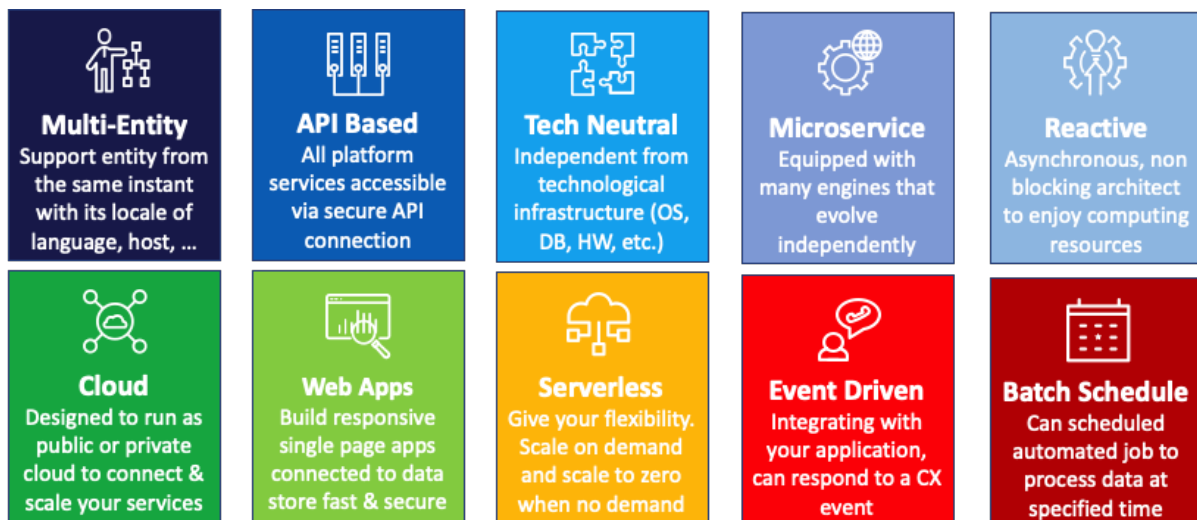 Multi-Entity
Support entity from
the same instant
with its locale of
language, host, ...
API Based
All platform
services accessible
via secure API
connection
Tech Neutral
Independent from
technological
infrastructure (OS,
DB, HW, etc.)
Microservice
Equipped with
many engines that
evolve
independently
Reactive
Asynchronous, non
blocking architect
to enjoy computing
resources
Cloud
Designed to run as
public or private
cloud to connect &
scale your services
Web Apps
Build responsive
single page apps
connected to data
store fast & secure
Serverless
Give your flexibility.
Scale on demand
and scale to zero
when no demand
Event Driven
Integrating with
your application,
can respond to a CX
event
Batch Schedule
Can scheduled
automated job to
process data at
specified time